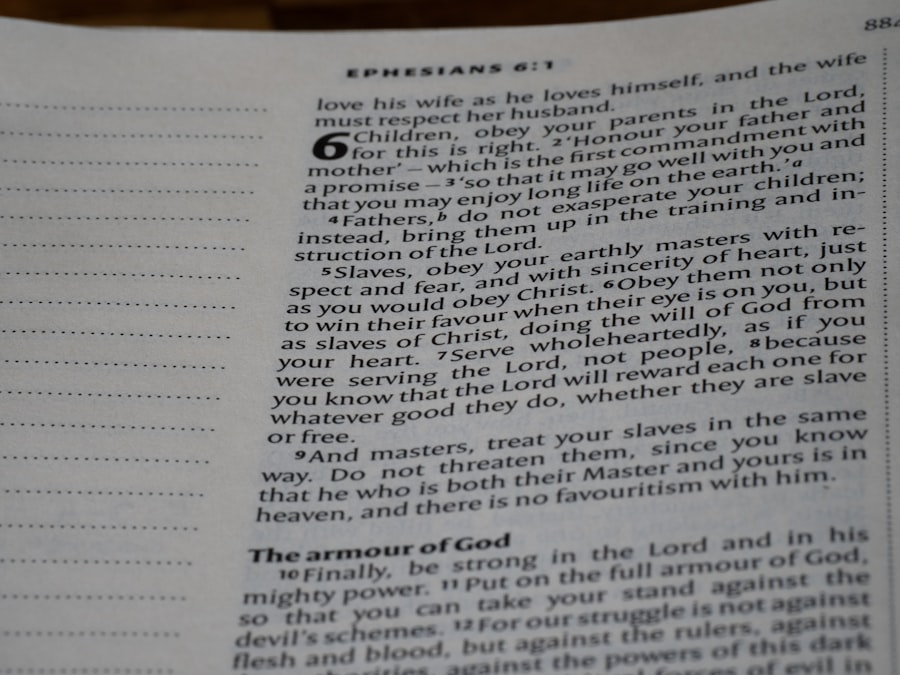 884
EPHESIANS 6:1
love his wife as he loves himself, and the wife
must respect her husband.
6 Children, obey your parents in the Lord,
for this is right. 2 ‘Honour your father and
mother’ – which is the first commandment with
a promise – 3 ‘so that it may go well with you and
that you may enjoy long life on the earth.’a
4 Fathers,b do not exasperate your children;
instead, bring them up in the training and in-
struction of the Lord.
5 Slaves, obey your earthly masters with re-
spect and fear, and with sincerity of heart, just
as you would obey Christ. 6 Obey them not only
to win their favour when their eye is on you, but
as slaves of Christ, doing the will of God from
your heart. 7 Serve wholeheartedly, as if you
were serving the Lord, not people, 8 because
you know that the Lord will reward each one for
whatever good they do, whether they are slave
or free.
9 And masters, treat your slaves in the same
way. Do not threaten them, since you know
that he who is both their Master and yours is in
heaven, and there is no favouritism with him.
The armour of God
10 Finally, be strong in the Lord and in his
mighty power. 11 Put on the full armour of God,
so that you can take your stand against the
devil’s schemes. 12 For our struggle is not against
flesh and blood, but against the rulers, against
against the powers of this dark
forces of evil in